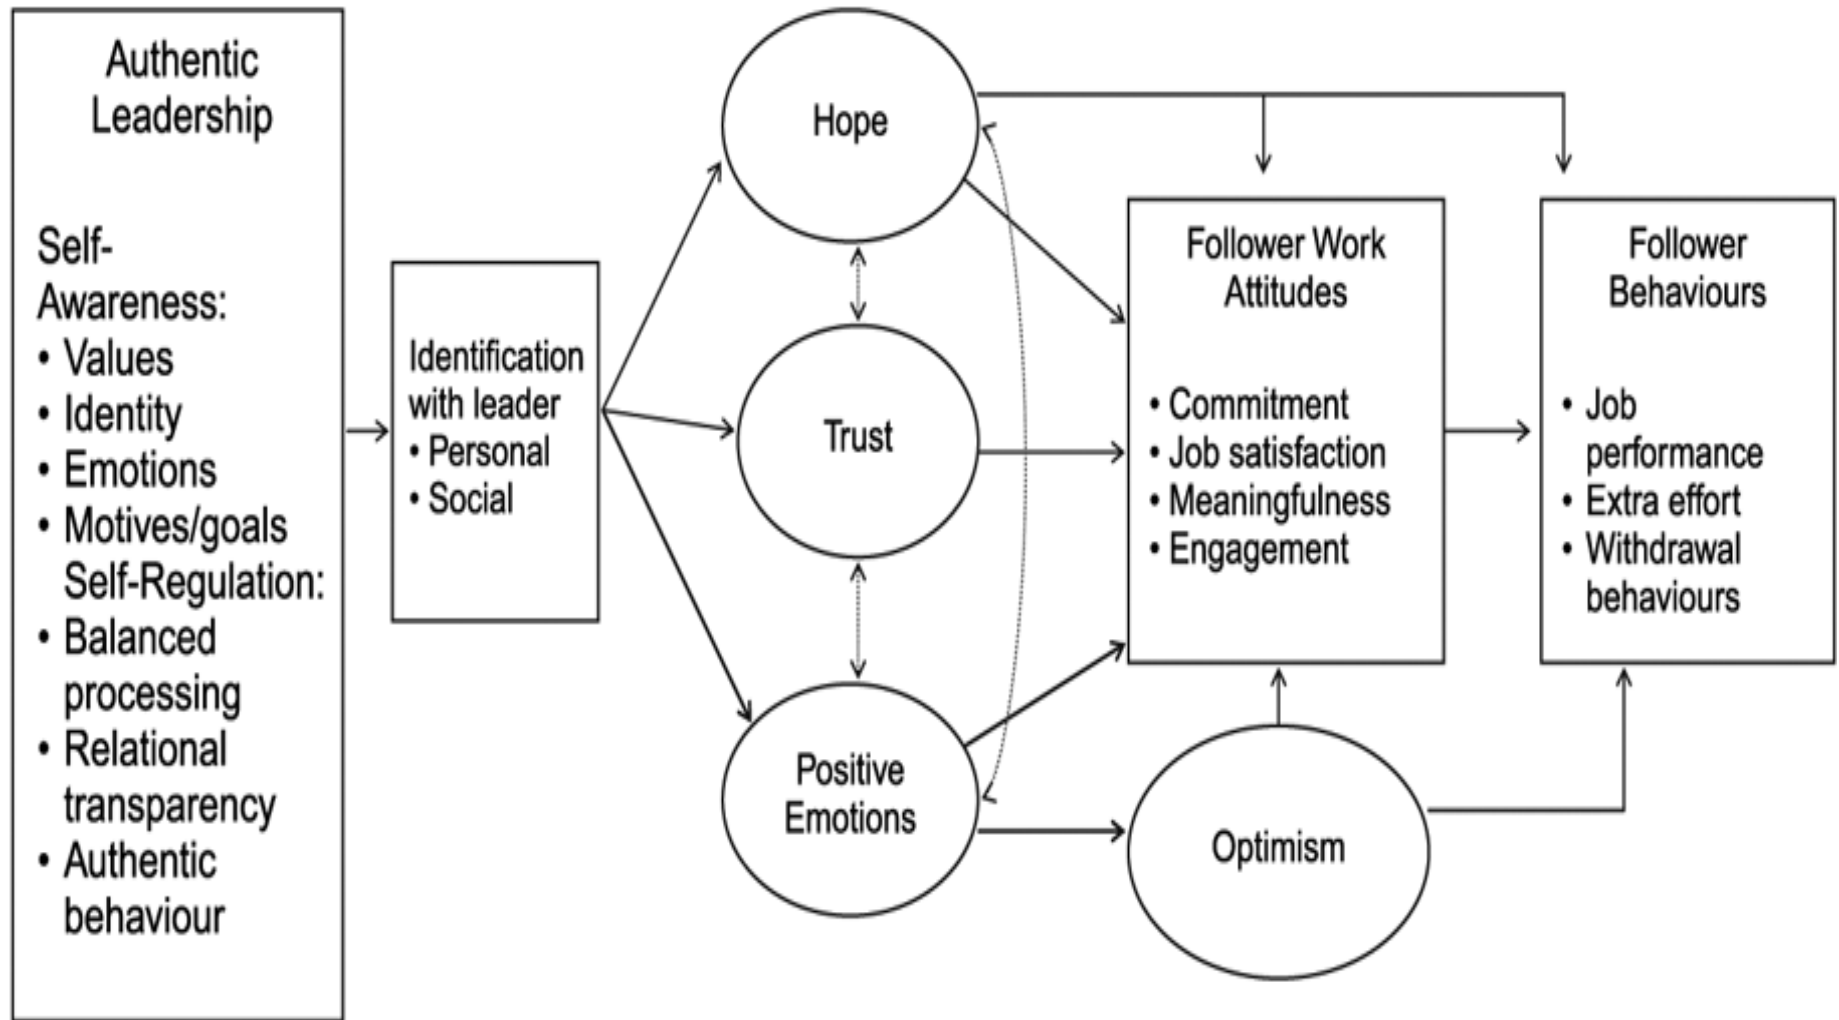 Authentic
Leadership
Self-
Awareness:
• Values
• Identity
• Emotions
• Motives/goals
Self-Regulation:
• Balanced
processing
• Relational
transparency
• Authentic
behaviour
Identification
with leader
• Personal
• Social
Hope
Trust
Positive
Emotions
Follower Work
Attitudes
• Commitment
• Job satisfaction
• Meaningfulness
• Engagement
Optimism
Follower
Behaviours
• Job
performance
• Extra effort
• Withdrawal
behaviours